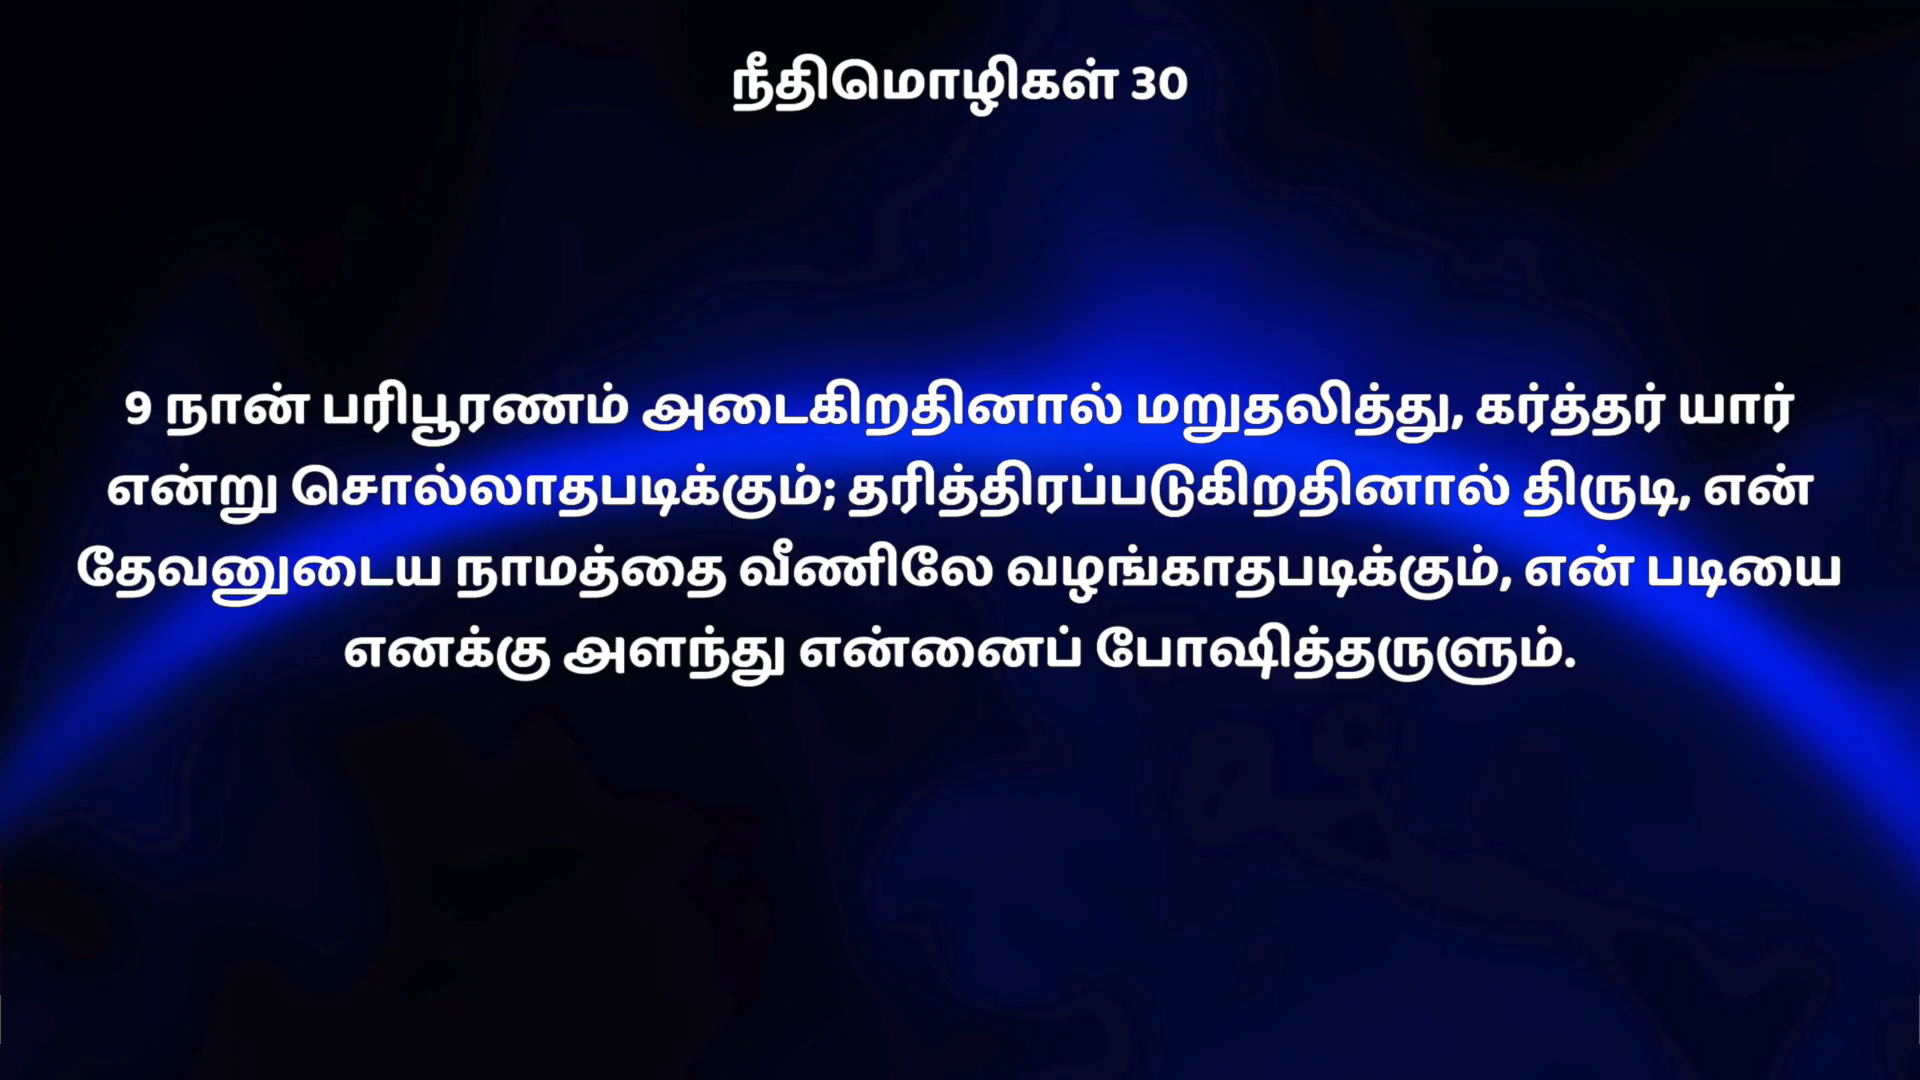 நீதிமொழிகள் 30
9 நான் பரிபூரணம் அடைகிறதினால் மறுதலித்து, கர்த்தர் யார்
என்று சொல்லாதபடிக்கும்; தரித்திரப்படுகிறதினால் திருடி, என்
தேவனுடைய நாமத்தை வீணிலே வழங்காதபடிக்கும், என் படியை
எனக்கு அளந்து என்னைப் போஷித்தருளும்.